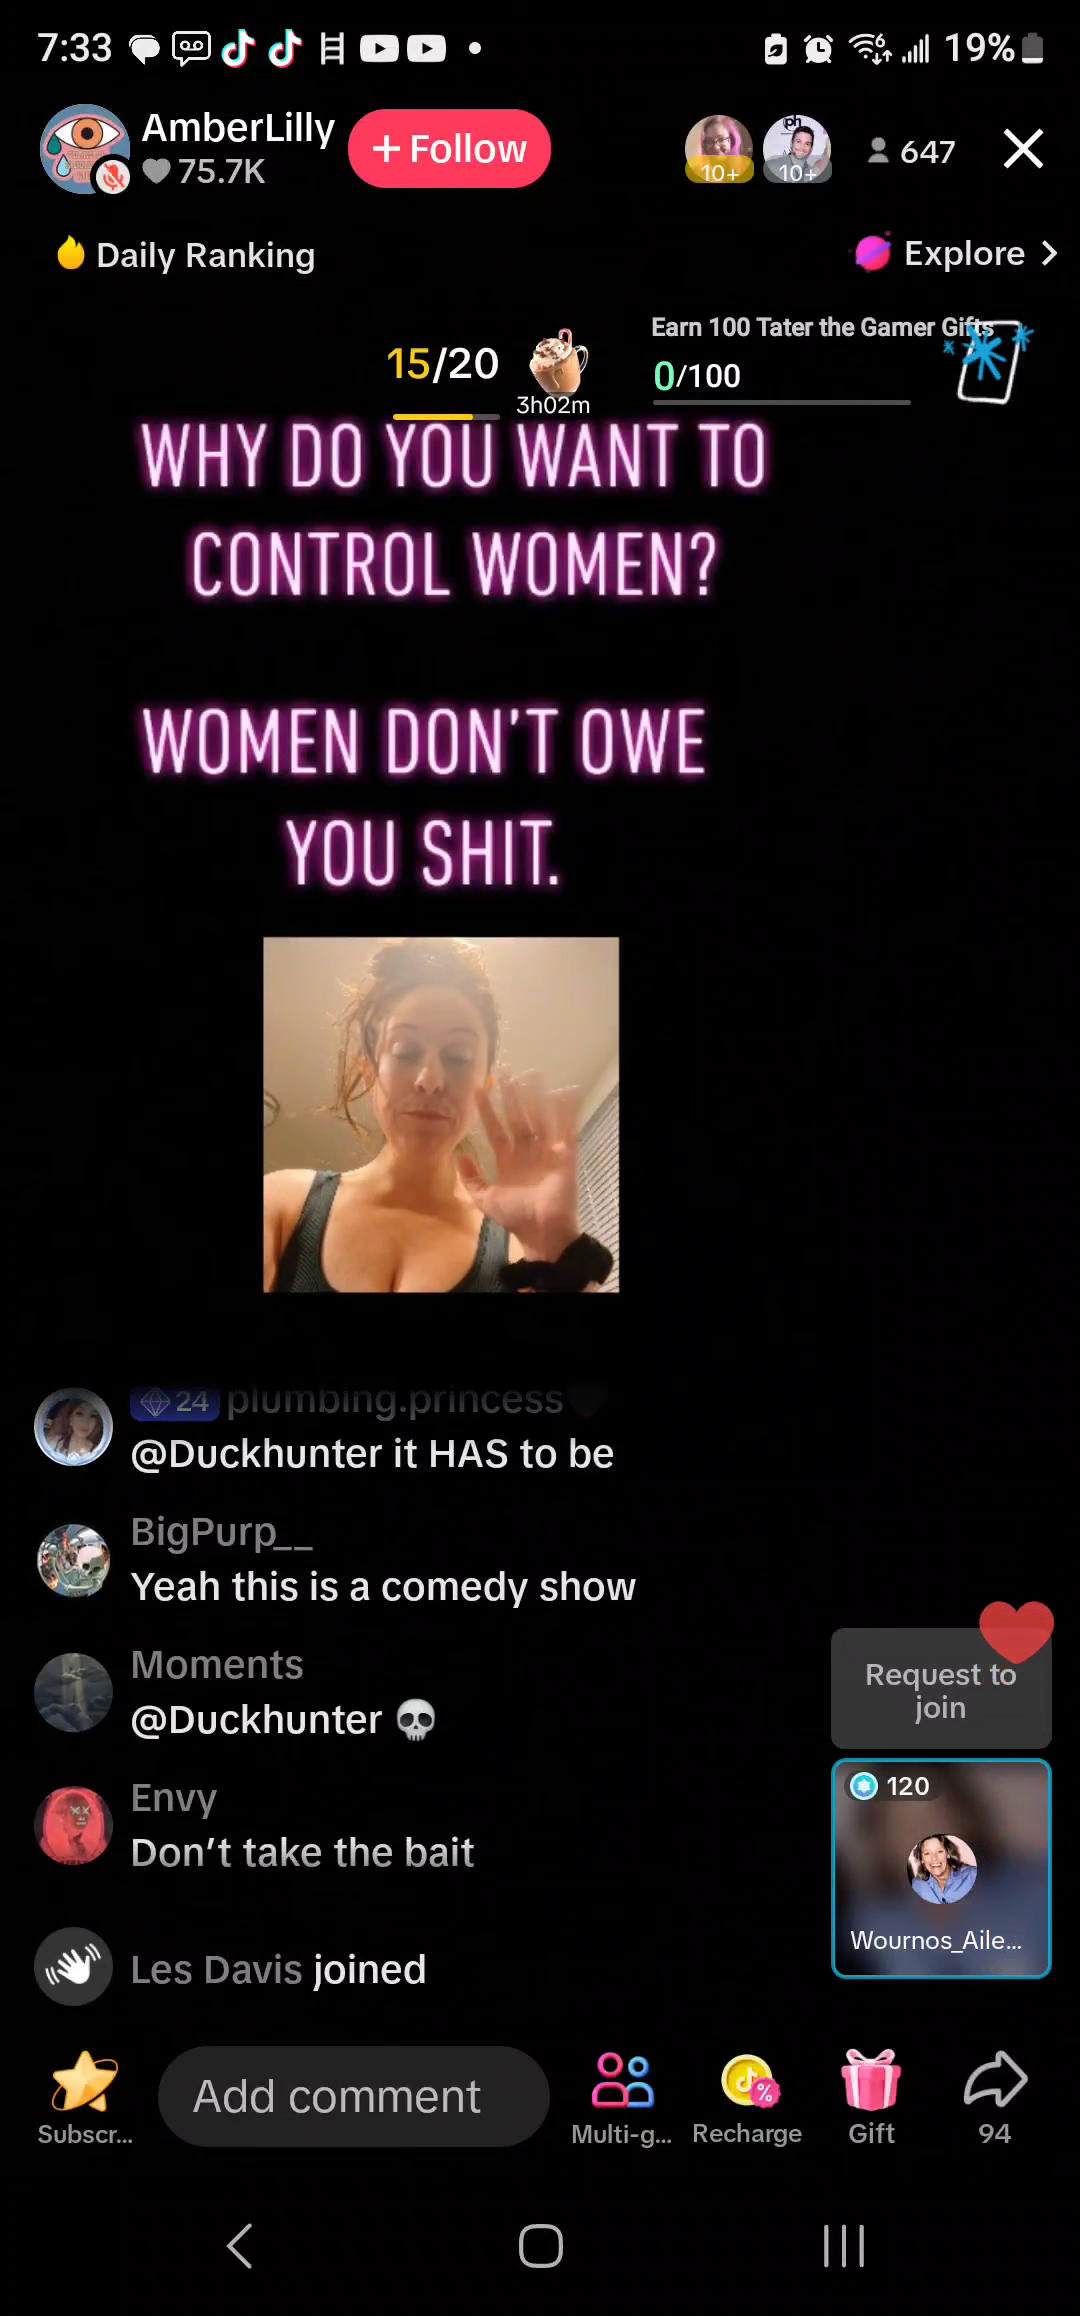 7:33
19%
AmberLilly
75.7K
+ Follow
10+
10+
647
Daily Ranking
Explore >
15/20
3h02m
Earn 100 Tater the Gamer Gifts
0/100
WHY DO YOU WANT TO
CONTROL WOMEN?
WOMEN DON'T OWE
YOU SHIT.
24 plumbing.princess
@Duckhunter it HAS to be
BigPurp__
Yeah this is a comedy show
Moments
@Duckhunter 💀
Envy
Don't take the bait
Les Davis joined
Request to
join
120
Wournos_Aile...
Add comment
Subscr...
Multi-g...
Recharge
Gift
94